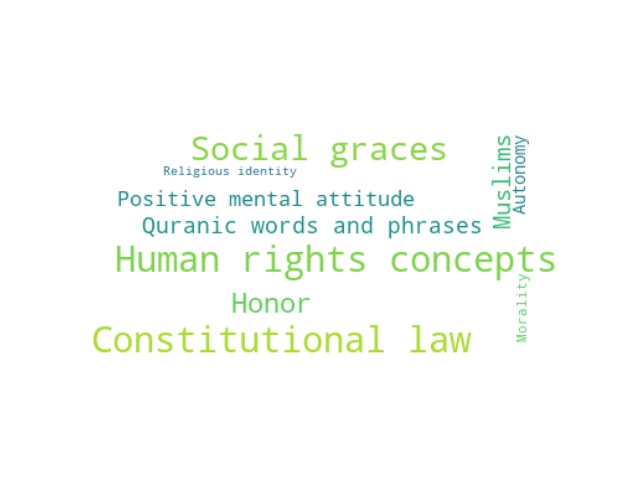 Social graces
Religious identity
Positive mental attitude
Quranic words and phrases
Human rights concepts
Honor
Constitutional law
Muslims
Autonomy
Morality